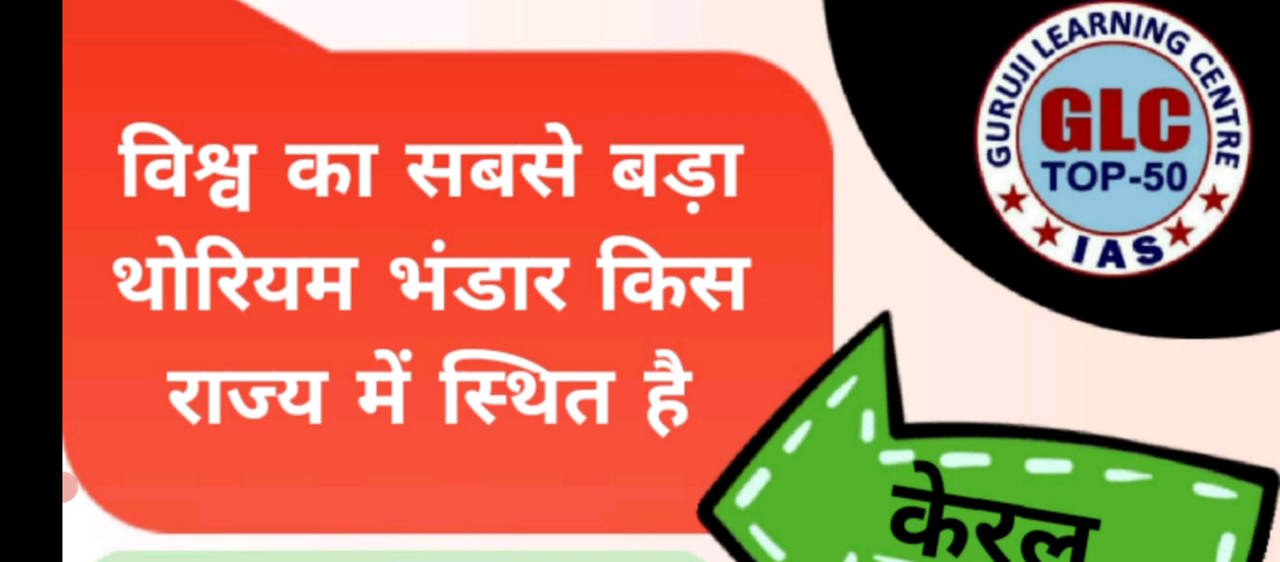 विश्व का सबसे बड़ा
थोरियम भंडार किस
राज्य में स्थित है
केरल
GURUJI LEARNING CENTRE
GLC
TOP-50
IAS